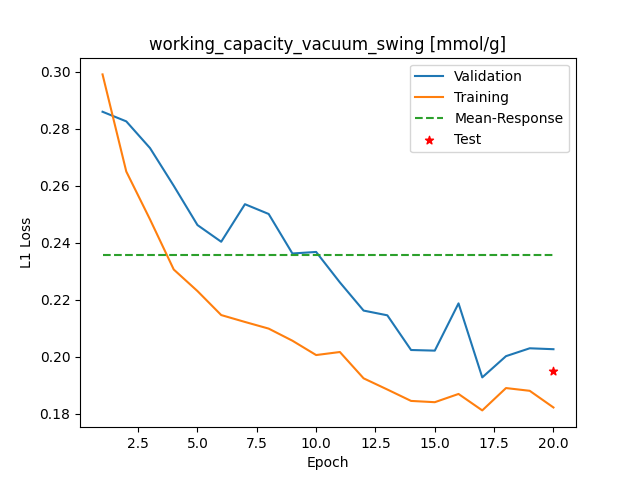 working_capacity_vacuum_swing [mmol/g]
0.30
0.28
0.26
0.24
0.22
0.20
0.18
L1 Loss
Validation
Training
Mean-Response
Test
2.5 5.0 7.5 10.0 12.5 15.0 17.5 20.0
Epoch